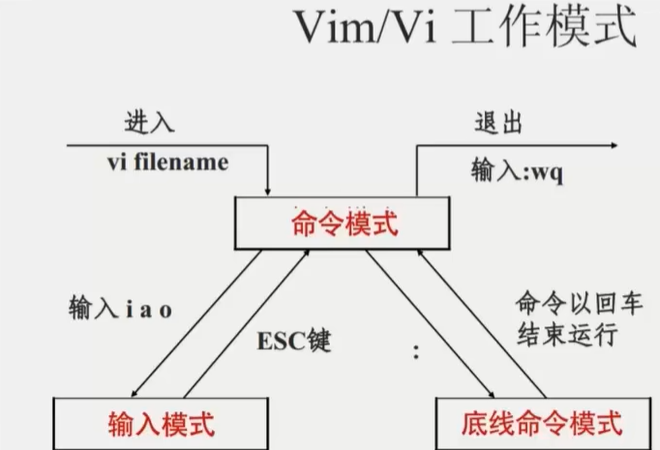 Vim/Vi 工作模式
进入
退出
vi filename
输入:wq
命令模式
输入 i a o
ESC键
:
命令以回车
结束运行
输入模式
底线命令模式